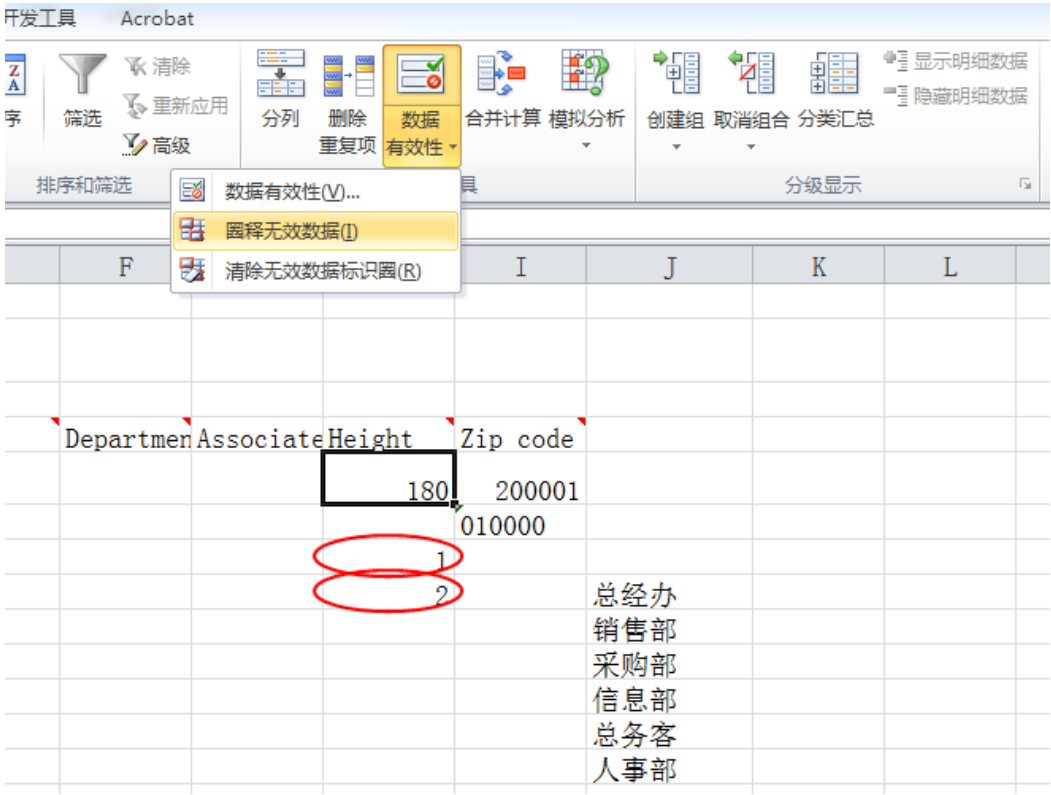 开发工具 Acrobat
清除
重新应用
高级
序 筛选 分列 删除 重复项 数据 有效性 合并计算 模拟分析 创建组 取消组合 分类汇总
显示明细数据
隐藏明细数据
排序和筛选 具 分级显示
数据有效性(V)...
圈释无效数据(I)
清除无效数据标识圈(R)
F I J K L
Departmen Associate Height Zip code
180 200001
010000
1
2 总经办
销售部
采购部
信息部
总务客
人事部